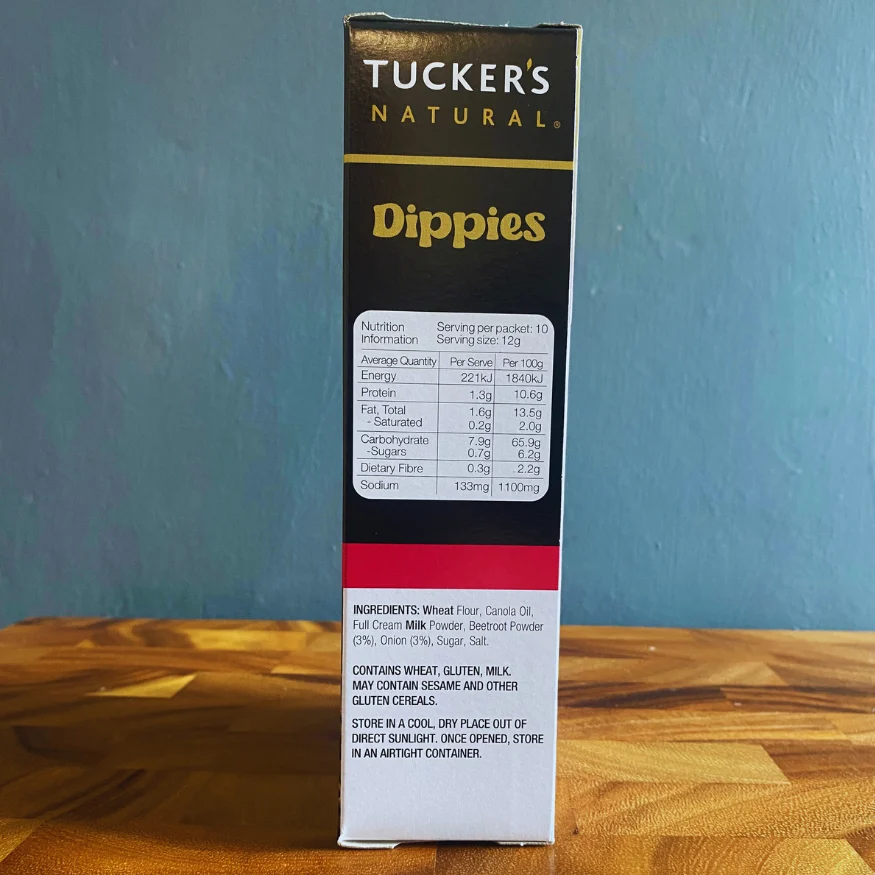 TUCKER'S
NATURAL®
Dippies
Nutrition Serving per packet: 10
Information Serving size: 12g
Average Quantity Per Serve Per 100g
Energy 221kJ 1840kJ
Protein 1.3g 10.6g
Fat, Total 1.6g 13.5g
- Saturated 0.2g 2.0g
Carbohydrate 7.9g 65.9g
-Sugars 0.7g 6.2g
Dietary Fibre 0.3g 2.2g
Sodium 133mg 1100mg
INGREDIENTS: Wheat Flour, Canola Oil,
Full Cream Milk Powder, Beetroot Powder
(3%), Onion (3%), Sugar, Salt.
CONTAINS WHEAT, GLUTEN, MILK.
MAY CONTAIN SESAME AND OTHER
GLUTEN CEREALS.
STORE IN A COOL, DRY PLACE OUT OF
DIRECT SUNLIGHT. ONCE OPENED, STORE
IN AN AIRTIGHT CONTAINER.